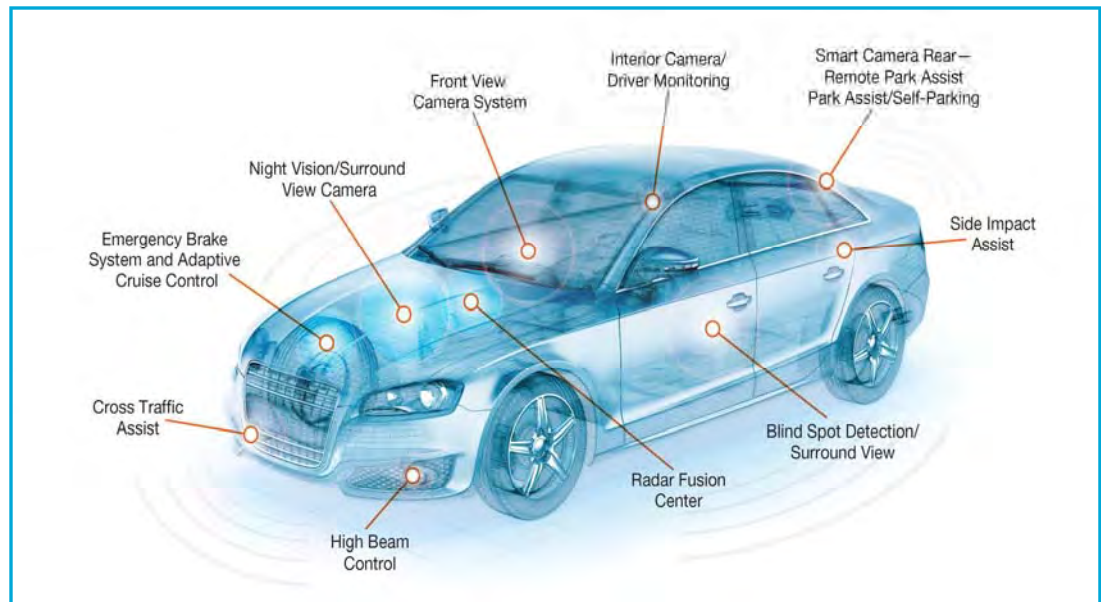 Interior Camera/
Driver Monitoring
Smart Camera Rear—
Remote Park Assist
Park Assist/Self-Parking
Front View
Camera System
Night Vision/Surround
View Camera
Emergency Brake
System and Adaptive
Cruise Control
Side Impact
Assist
Cross Traffic
Assist
Blind Spot Detection/
Surround View
Radar Fusion
Center
High Beam
Control